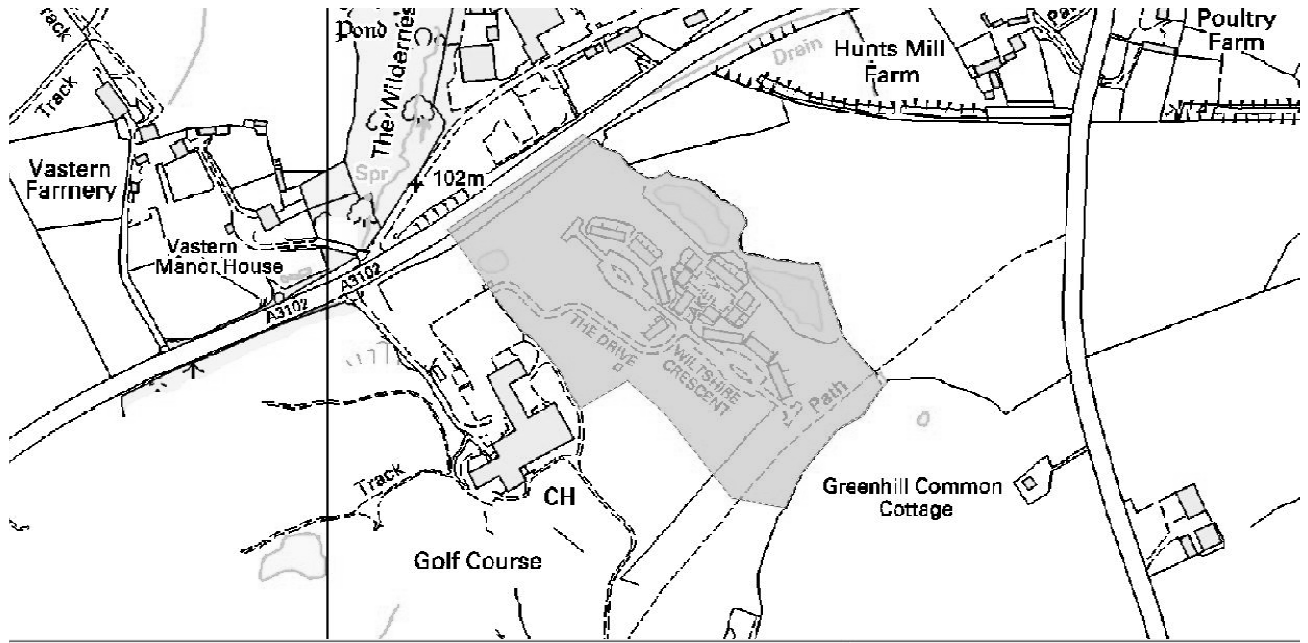 Track
Pond
The Wilderness
Drain
Hunts Mill
Farm
Poultry
Farm
Track
Vastern
Farmery
Spr
102m
Vastern
Manor House
A3102
A3102
THE DRIVE
WILTSHIRE
CRESCENT
Path
Track
CH
Golf Course
Greenhill Common
Cottage